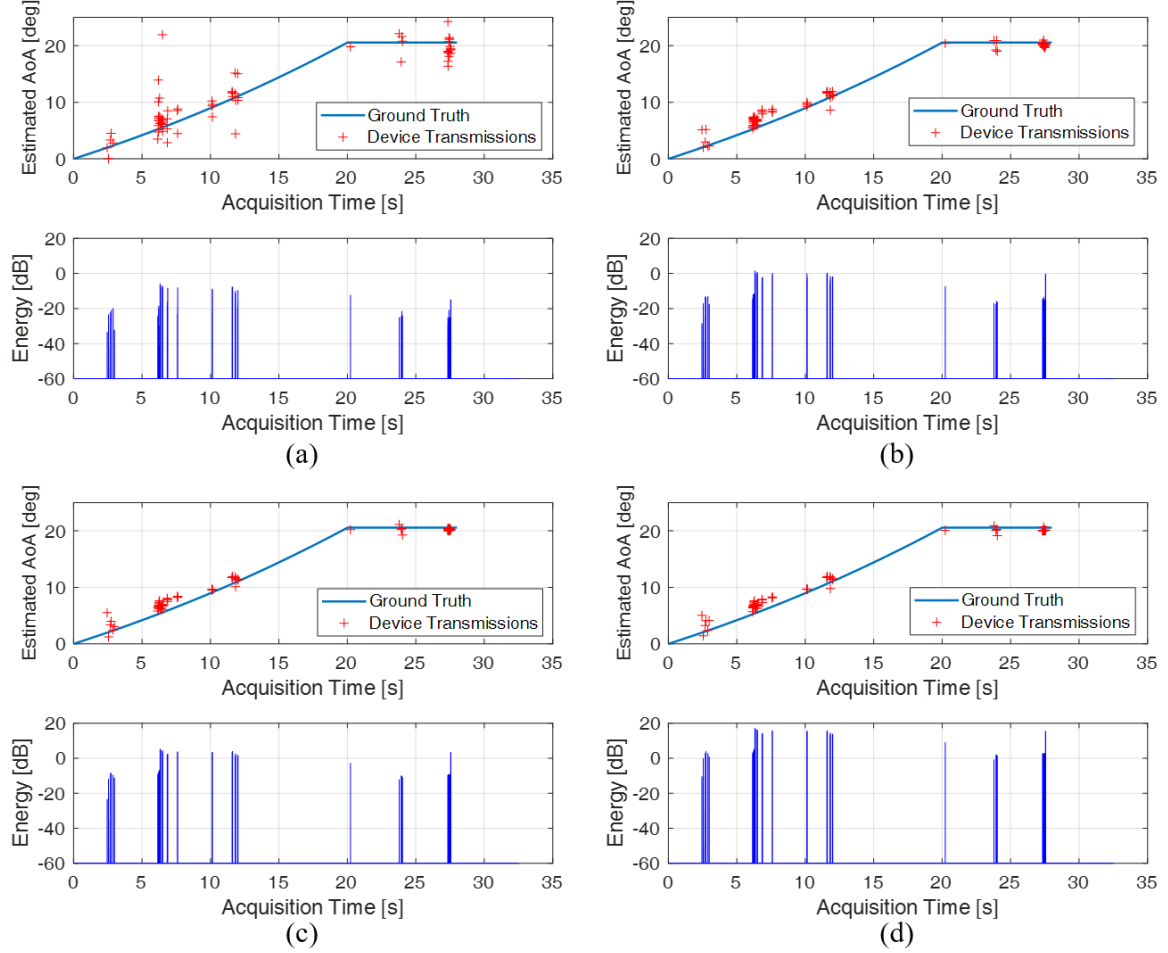 Estimated AoA [deg]
20
10
0
Ground Truth
Device Transmissions
0 5 10 15 20 25 30 35
Acquisition Time [s]
Energy [dB]
20
0
-20
-40
-60
0 5 10 15 20 25 30 35
Acquisition Time [s]
(a)
Estimated AoA [deg]
20
10
0
Ground Truth
Device Transmissions
0 5 10 15 20 25 30 35
Acquisition Time [s]
Energy [dB]
20
0
-20
-40
-60
0 5 10 15 20 25 30 35
Acquisition Time [s]
(b)
Estimated AoA [deg]
20
10
0
Ground Truth
Device Transmissions
0 5 10 15 20 25 30 35
Acquisition Time [s]
Energy [dB]
20
0
-20
-40
-60
0 5 10 15 20 25 30 35
Acquisition Time [s]
(c)
Estimated AoA [deg]
20
10
0
Ground Truth
Device Transmissions
0 5 10 15 20 25 30 35
Acquisition Time [s]
Energy [dB]
20
0
-20
-40
-60
0 5 10 15 20 25 30 35
Acquisition Time [s]
(d)